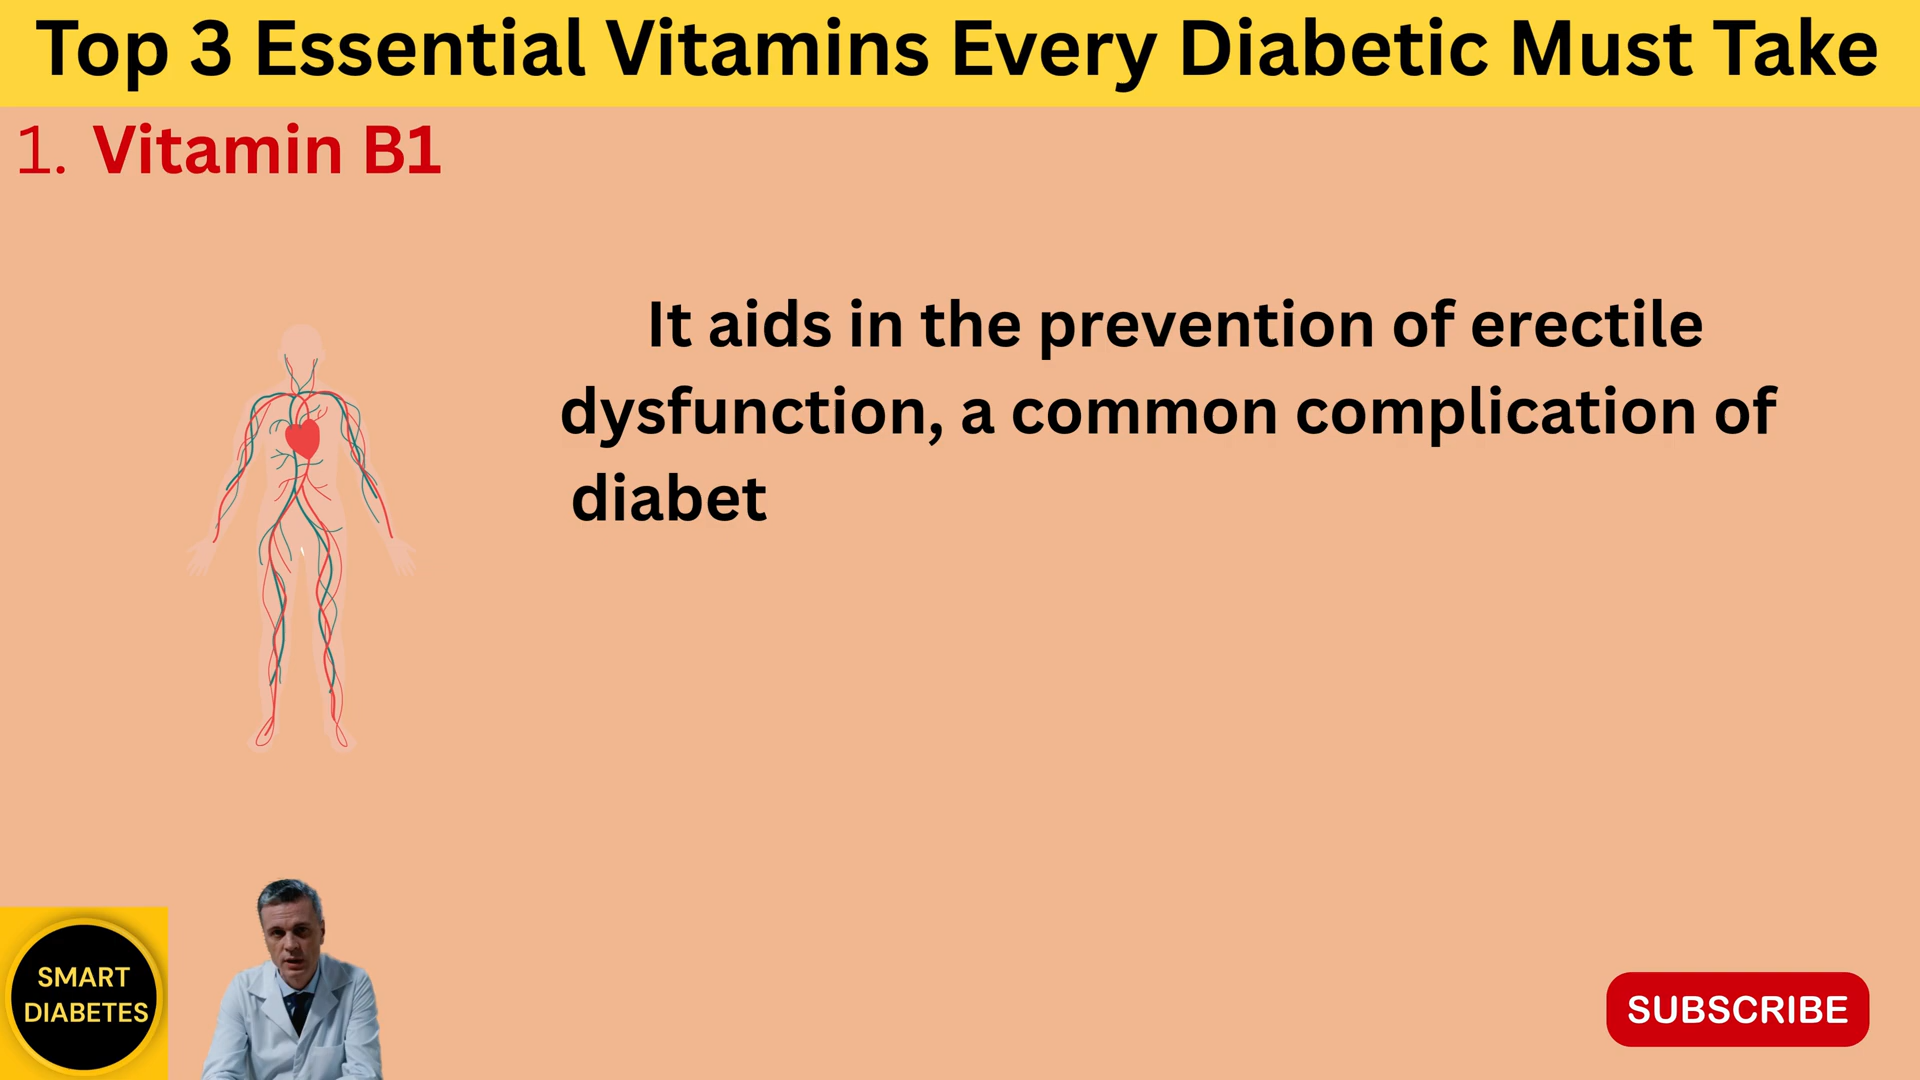 Top 3 Essential Vitamins Every Diabetic Must Take
1. Vitamin B1
It aids in the prevention of erectile
dysfunction, a common complication of
diabet
SMART
DIABETES
SUBSCRIBE